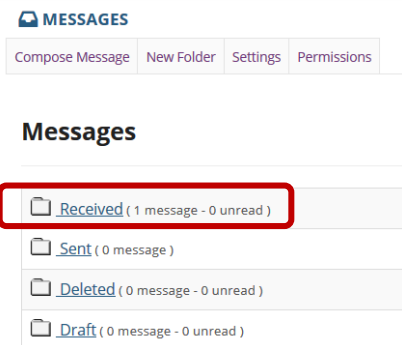 MESSAGES
Compose Message New Folder Settings Permissions
Messages
Received ( 1 message - 0 unread )
Sent ( 0 message )
Deleted ( 0 message - 0 unread )
Draft ( 0 message - 0 unread )